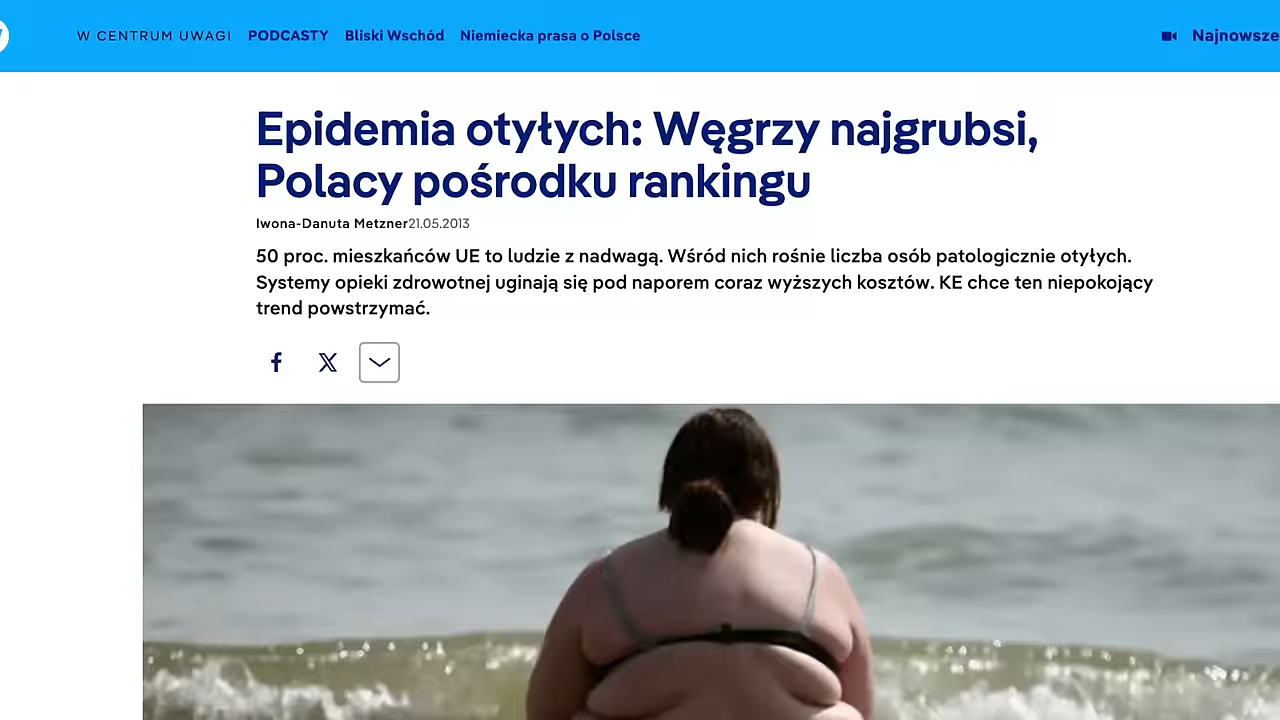 W CENTRUM UWAGI PODCASTY Bliski Wschód Niemiecka prasa o Polsce Najnowsze
Epidemia otyłych: Węgrzy najgrubsi,
Polacy pośrodku rankingu
Iwona-Danuta Metzner21.05.2013
50 proc. mieszkańców UE to ludzie z nadwagą. Wśród nich rośnie liczba osób patologicznie otyłych.
Systemy opieki zdrowotnej uginają się pod naporem coraz wyższych kosztów. KE chce ten niepokojący
trend powstrzymać.